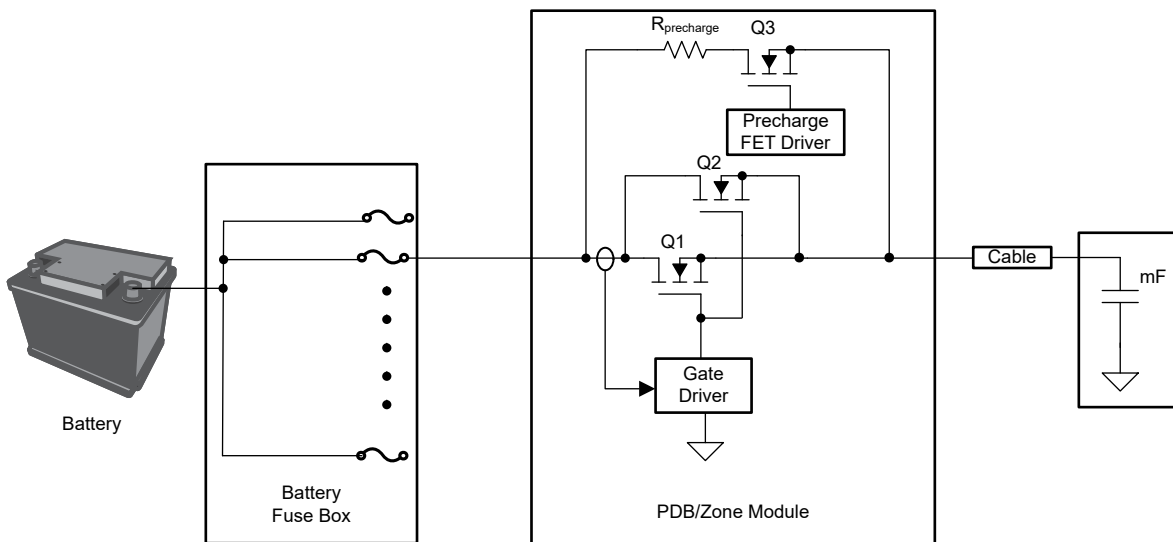 Rprecharge
Q3
Precharge
FET Driver
Q2
Q1
Cable
mF
Gate
Driver
Battery
Battery
Fuse Box
PDB/Zone Module